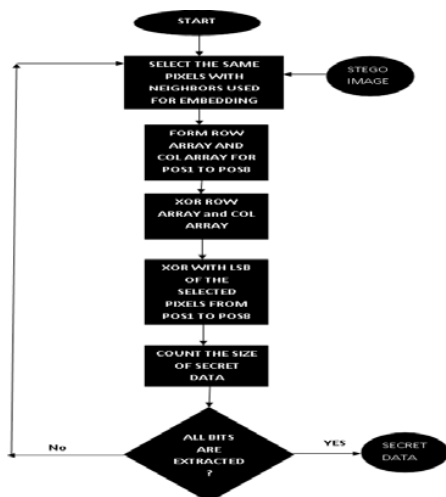 START
SELECT THE SAME
PIXELS WITH
NEIGHBORS USED
FOR EMBEDDING
STEGO
IMAGE
FORM ROW
ARRAY AND
COL ARRAY FOR
POS1 TO POS8
XOR ROW
ARRAY and COL
ARRAY
XOR WITH LSB
OF THE
SELECTED
PIXELS FROM
POS1 TO POS8
COUNT THE SIZE
OF SECRET
DATA
ALL BITS
ARE
EXTRACTED
?
No
YES
SECRET
DATA